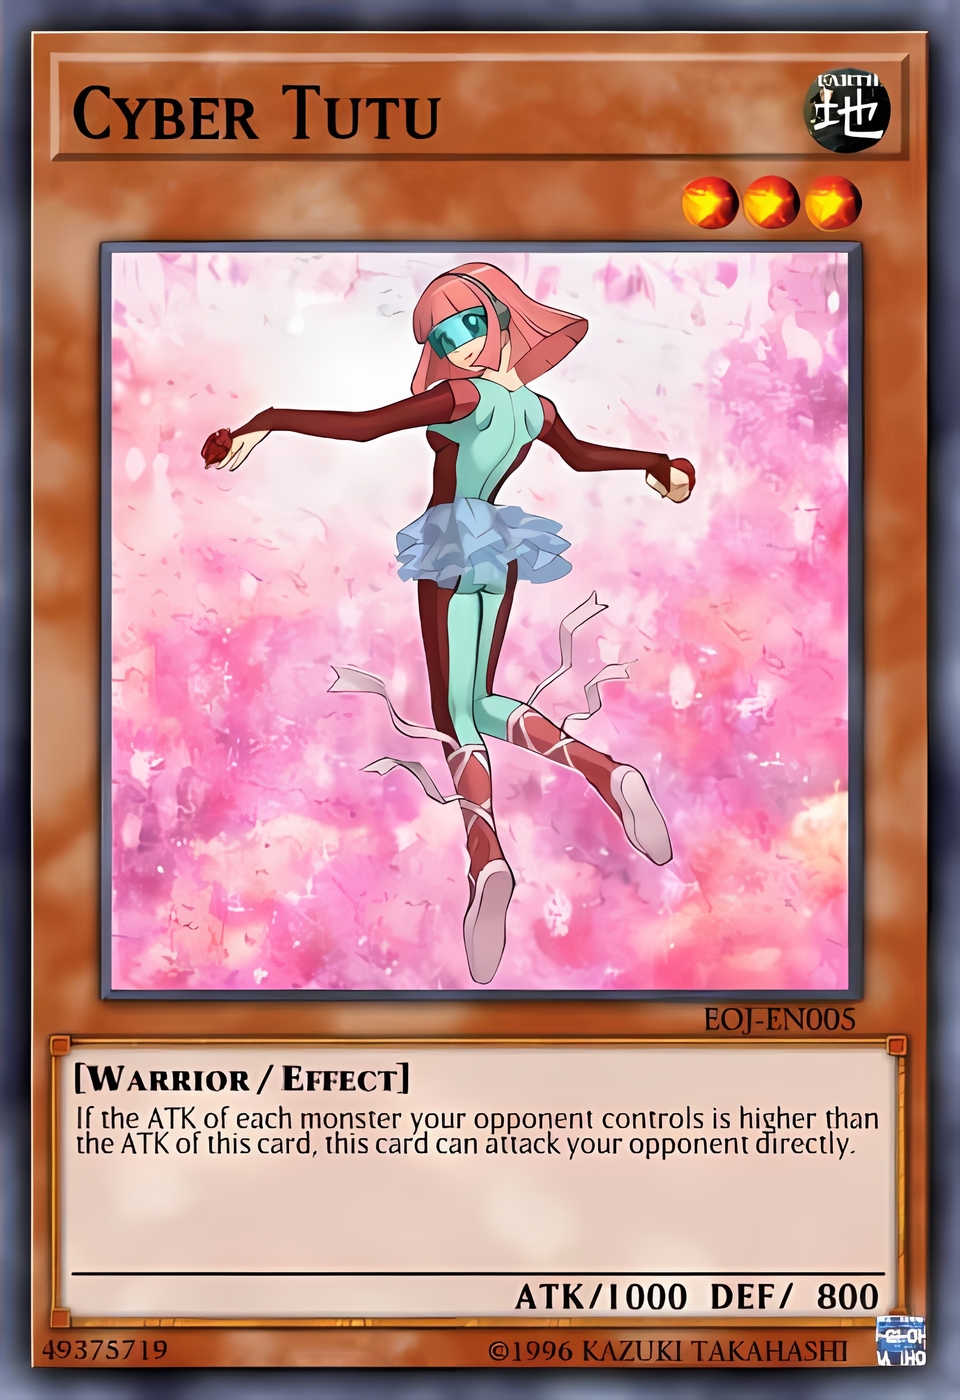 CYBER TUTU
EARTH
地
EOJ-EN005
[WARRIOR / EFFECT]
If the ATK of each monster your opponent controls is higher than
the ATK of this card, this card can attack your opponent directly.
ATK/1000 DEF/ 800
49375719
©1996 KAZUKI TAKAHASHI